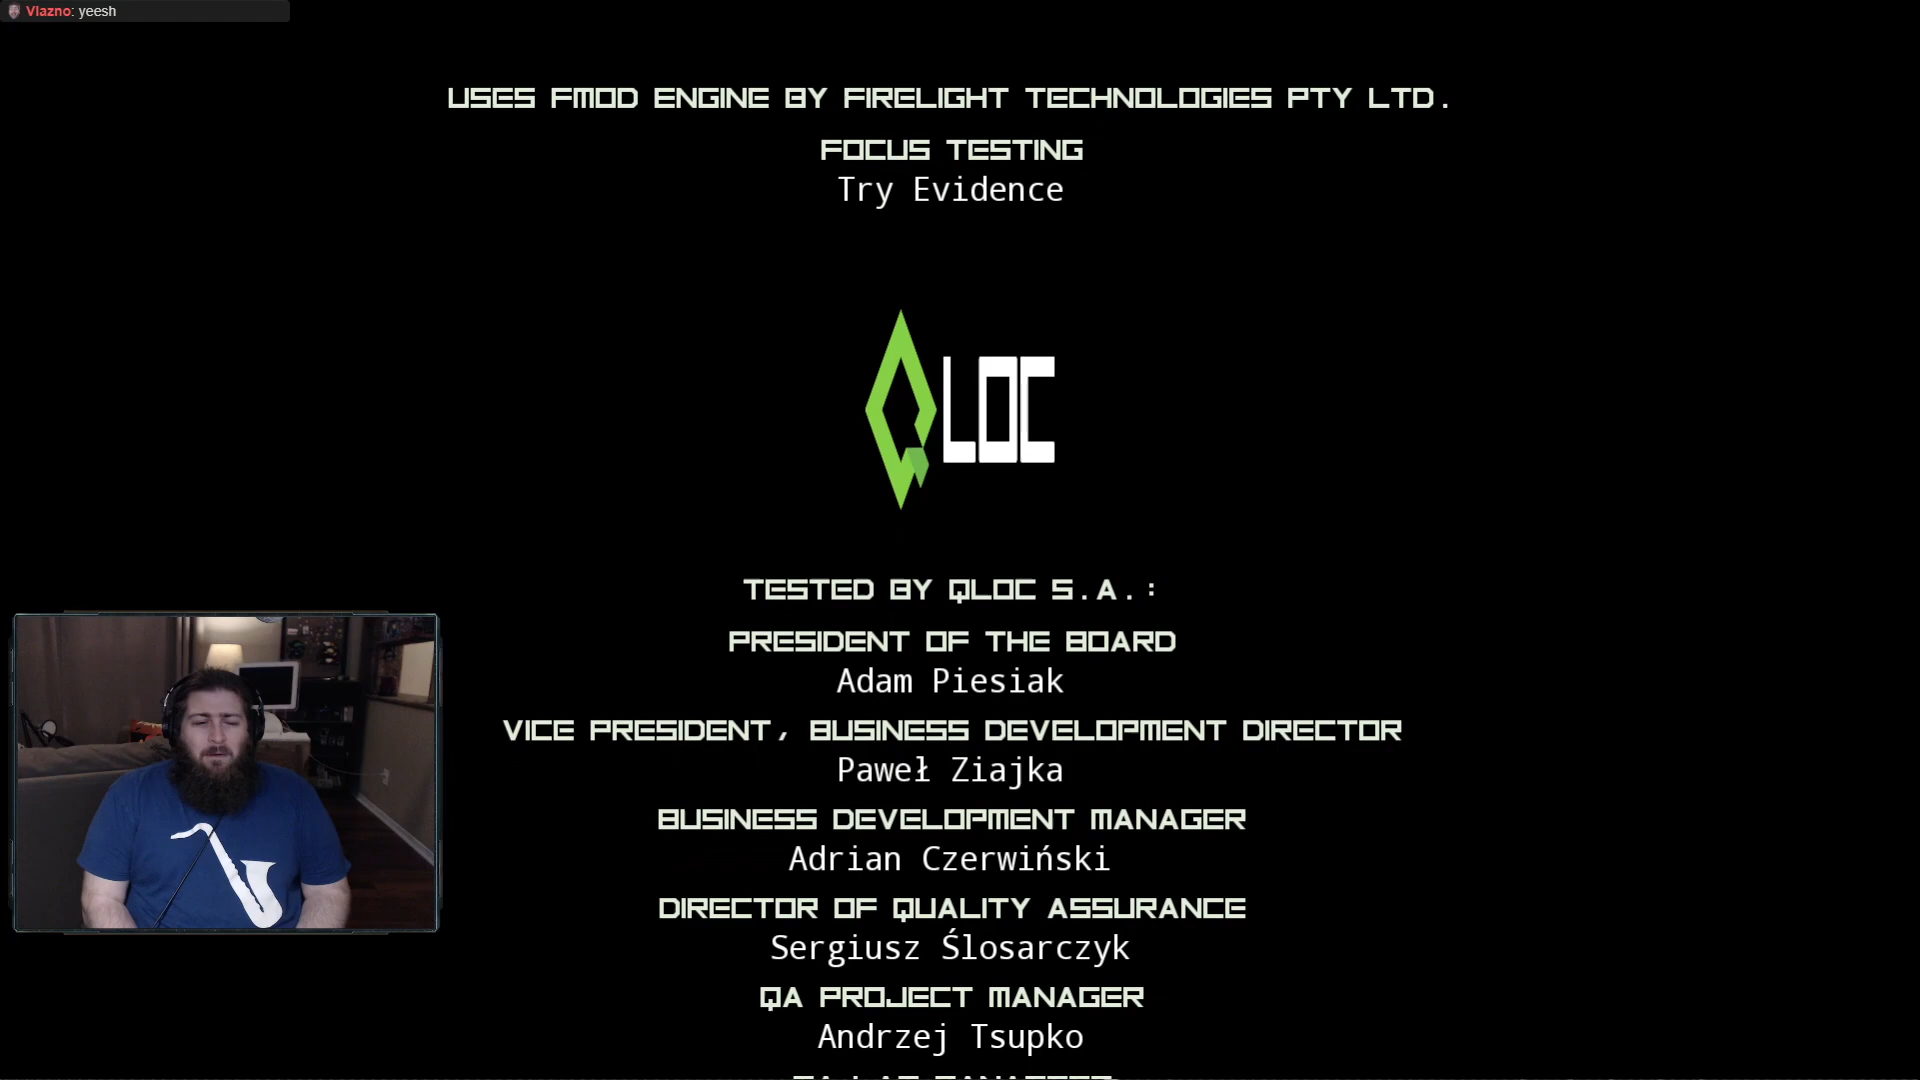 Vlazno: yeesh
USES FMOD ENGINE BY FIRELIGHT TECHNOLOGIES PTY LTD.
FOCUS TESTING
Try Evidence
QLOC
TESTED BY QLOC S.A.:
PRESIDENT OF THE BOARD
Adam Piesiak
VICE PRESIDENT, BUSINESS DEVELOPMENT DIRECTOR
Paweł Ziajka
BUSINESS DEVELOPMENT MANAGER
Adrian Czerwiński
DIRECTOR OF QUALITY ASSURANCE
Sergiusz Ślosarczyk
QA PROJECT MANAGER
Andrzej Tsupko